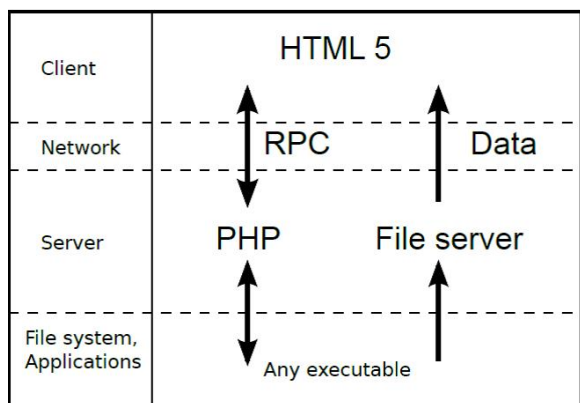 Client
HTML 5
Network
RPC
Data
Server
PHP
File server
File system,
Applications
Any executable